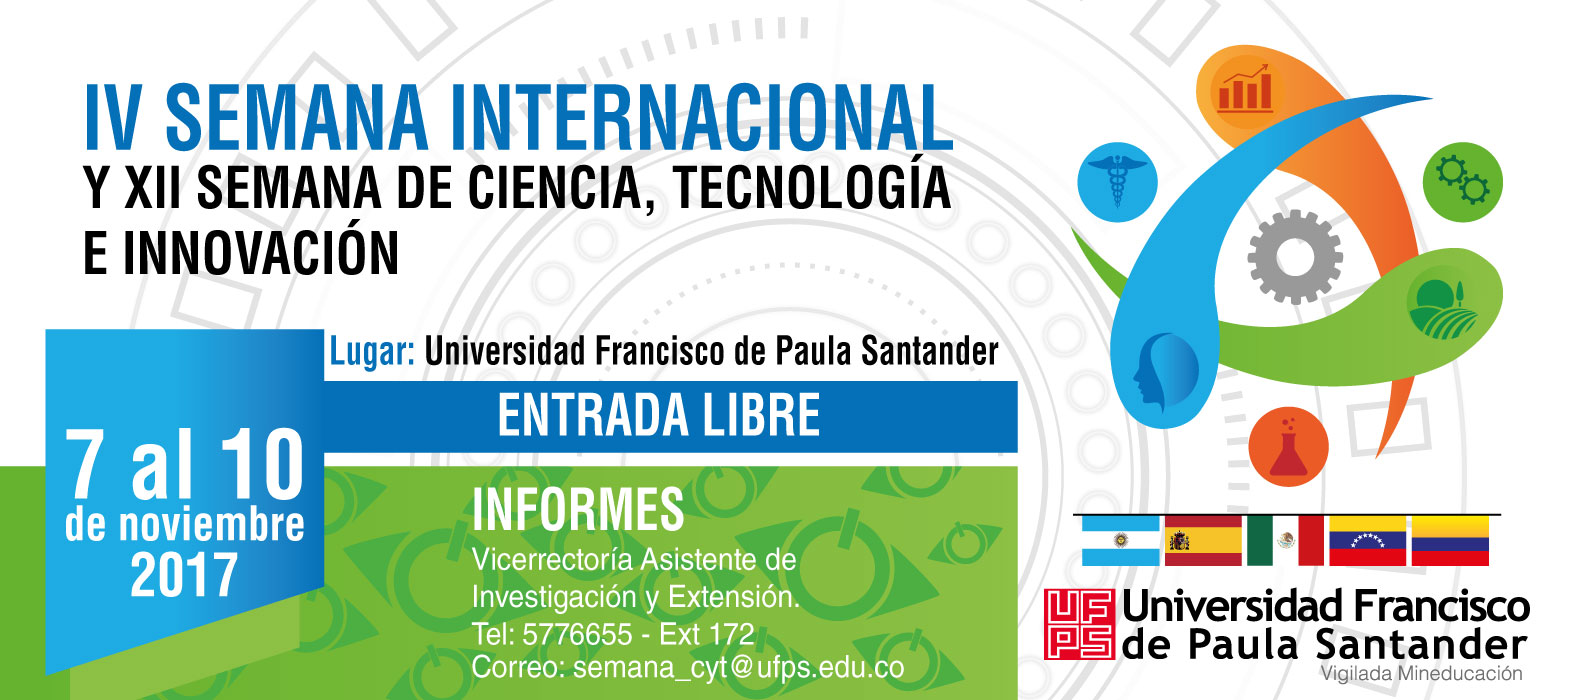 IV SEMANA INTERNACIONAL
Y XII SEMANA DE CIENCIA, TECNOLOGÍA
E INNOVACIÓN
Lugar: Universidad Francisco de Paula Santander
ENTRADA LIBRE
7 al 10
de noviembre
2017
INFORMES
Vicerrectoría Asistente de
Investigación y Extensión.
Tel: 5776655 - Ext 172
Correo: semana_cyt@ufps.edu.co
UFPS
Universidad Francisco
de Paula Santander
Vigilada Mineducación